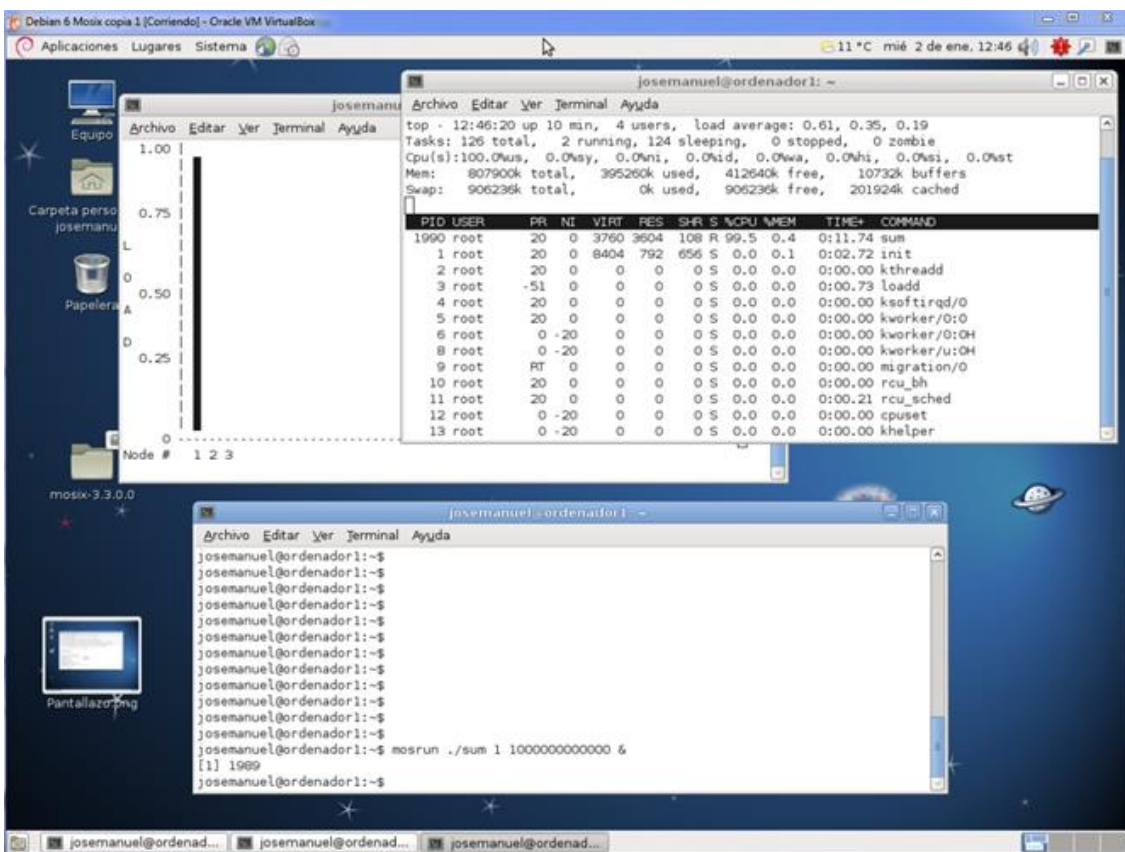 Debian 6 Mosix copia 1 [Corriendo] - Oracle VM VirtualBox
Aplicaciones Lugares Sistema
11 °C mié 2 de ene, 12:46
Equipo
Carpeta perso
josemanu
Papelera
mosix-3.3.0.0
Pantallazo.png
josemanu
Archivo Editar Ver Terminal Ayuda
1.00 |
0.75 |
L
O
0.50 |
A
D
0.25 |
0
Node # 1 2 3
josemanuel@ordenador1: ~
Archivo Editar Ver Terminal Ayuda
top - 12:46:20 up 10 min, 4 users, load average: 0.61, 0.35, 0.19
Tasks: 126 total, 2 running, 124 sleeping, 0 stopped, 0 zombie
Cpu(s):100.0%us, 0.0%sy, 0.0%ni, 0.0%id, 0.0%wa, 0.0%hi, 0.0%si, 0.0%st
Mem: 807900k total, 395260k used, 412640k free, 10732k buffers
Swap: 906236k total, 0k used, 906236k free, 201924k cached
PID USER PR NI VIRT RES SHR S %CPU %MEM TIME+ COMMAND
1990 root 20 0 3760 3604 108 R 99.5 0.4 0:11.74 sum
1 root 20 0 8404 792 656 S 0.0 0.1 0:02.72 init
2 root 20 0 0 0 0 S 0.0 0.0 0:00.00 kthreadd
3 root -51 0 0 0 0 S 0.0 0.0 0:00.73 loadd
4 root 20 0 0 0 0 S 0.0 0.0 0:00.00 ksoftirqd/0
5 root 20 0 0 0 0 S 0.0 0.0 0:00.00 kworker/0:0
6 root 0 -20 0 0 0 S 0.0 0.0 0:00.00 kworker/0:0H
8 root 0 -20 0 0 0 S 0.0 0.0 0:00.00 kworker/u:0H
9 root RT 0 0 0 0 S 0.0 0.0 0:00.00 migration/0
10 root 20 0 0 0 0 S 0.0 0.0 0:00.00 rcu_bh
11 root 20 0 0 0 0 S 0.0 0.0 0:00.21 rcu_sched
12 root 0 -20 0 0 0 S 0.0 0.0 0:00.00 cpuset
13 root 0 -20 0 0 0 S 0.0 0.0 0:00.00 khelper
josemanuel@ordenador1: ~
Archivo Editar Ver Terminal Ayuda
josemanuel@ordenador1:~$
josemanuel@ordenador1:~$
josemanuel@ordenador1:~$
josemanuel@ordenador1:~$
josemanuel@ordenador1:~$
josemanuel@ordenador1:~$
josemanuel@ordenador1:~$
josemanuel@ordenador1:~$
josemanuel@ordenador1:~$
josemanuel@ordenador1:~$
josemanuel@ordenador1:~$
josemanuel@ordenador1:~$
josemanuel@ordenador1:~$ mosrun ./sum 1 1000000000000 &
[1] 1989
josemanuel@ordenador1:~$
josemanuel@ordenad...
josemanuel@ordenad...
josemanuel@ordenad...